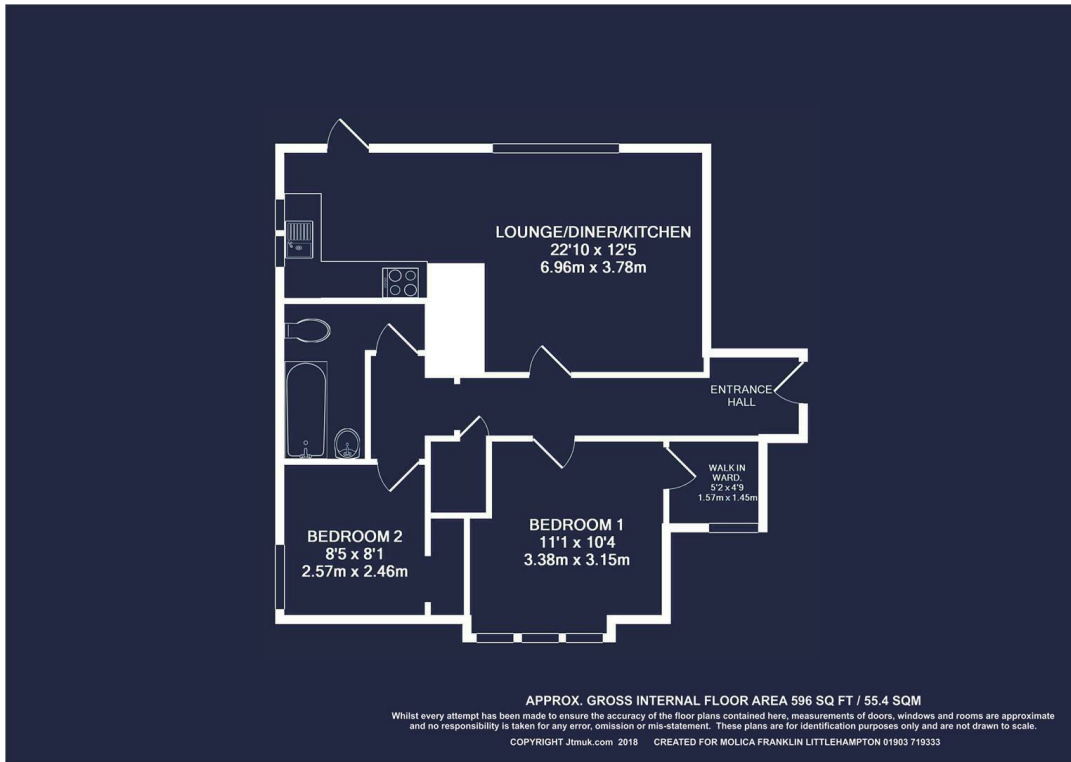 LOUNGE/DINER/KITCHEN
22'10 x 12'5
6.96m x 3.78m
ENTRANCE
HALL
WALK IN
WARD.
5'2 x 4'9
1.57m x 1.45m
BEDROOM 1
11'1 x 10'4
3.38m x 3.15m
BEDROOM 2
8'5 x 8'1
2.57m x 2.46m
APPROX. GROSS INTERNAL FLOOR AREA 596 SQ FT / 55.4 SQM
Whilst every attempt has been made to ensure the accuracy of the floor plans contained here, measurements of doors, windows and rooms are approximate
and no responsibility is taken for any error, omission or mis-statement. These plans are for identification purposes only and are not drawn to scale.
COPYRIGHT Jtmuk.com 2018 CREATED FOR MOLICA FRANKLIN LITTLEHAMPTON 01903 719333